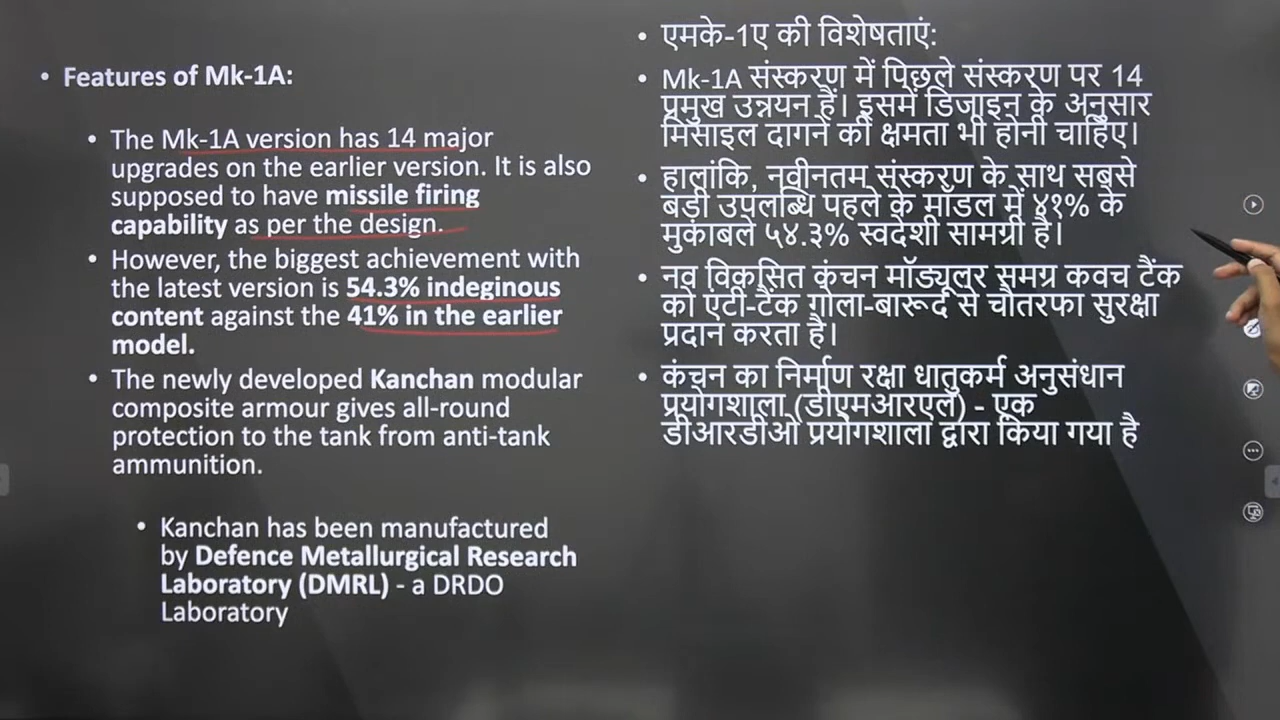 • Features of Mk-1A:
• The Mk-1A version has 14 major
upgrades on the earlier version. It is also
supposed to have missile firing
capability as per the design.
• However, the biggest achievement with
the latest version is 54.3% indeginous
content against the 41% in the earlier
model.
• The newly developed Kanchan modular
composite armour gives all-round
protection to the tank from anti-tank
ammunition.
• Kanchan has been manufactured
by Defence Metallurgical Research
Laboratory (DMRL) - a DRDO
Laboratory
• एमके-1ए की विशेषताएं:
• Mk-1A संस्करण में पिछले संस्करण पर 14
प्रमुख उन्नयन हैं। इसमें डिजाइन के अनुसार
मिसाइल दागने की क्षमता भी होनी चाहिए।
• हालांकि, नवीनतम संस्करण के साथ सबसे
बड़ी उपलब्धि पहले के मॉडल में ४१% के
मुकाबले ५४.३% स्वदेशी सामग्री है।
• नव विकसित कंचन मॉड्यूलर समग्र कवच टैंक
को एंटी-टैंक गोला-बारूद से चौतरफा सुरक्षा
प्रदान करता है।
• कंचन का निर्माण रक्षा धातुकर्म अनुसंधान
प्रयोगशाला (डीएमआरएल) - एक
डीआरडीओ प्रयोगशाला द्वारा किया गया है